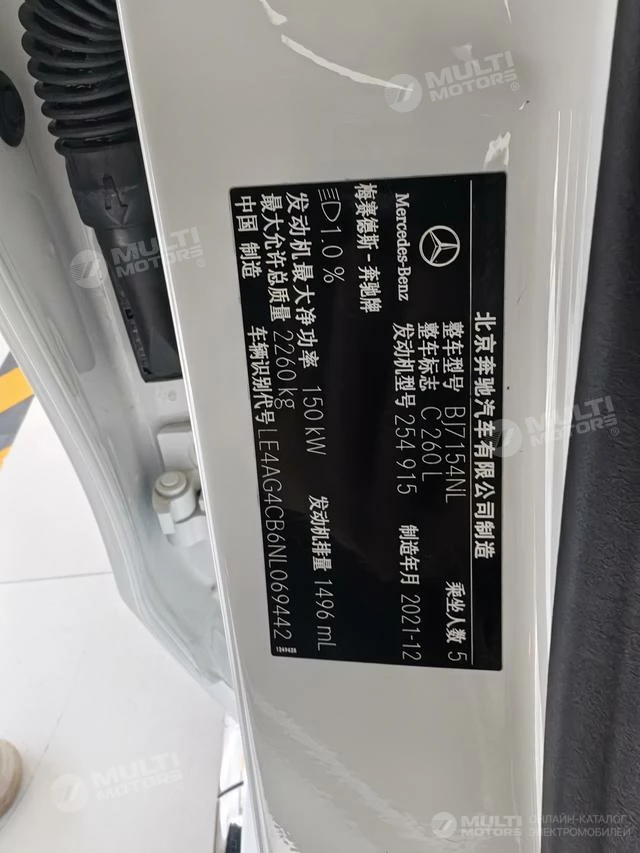 北京奔驰汽车有限公司制造
Mercedes-Benz
梅赛德斯-奔驰牌
整车型号 BJ7154NL
整车标志 C 260 L
发动机型号 254 915
乘坐人数 5
制造年月 2021-12
1.0 %
发动机最大净功率 150 kW
发动机排量 1496 mL
最大允许总质量 2260 kg
中国 制造
车辆识别代号 LE4AG4CB6NL069442
1249428
MULTI
MOTORS®
MULTI
MOTORS®
MULTI
MOTORS®
MULTI
MOTORS®
MULTI
MOTORS
ОНЛАЙН-КАТАЛОГ
ЭЛЕКТРОМОБИЛЕЙ